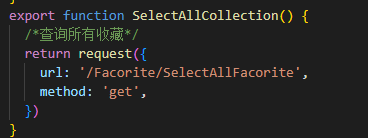 export function SelectAllCollection() {
/*查询所有收藏*/
return request({
url: '/Facorite/SelectAllFacorite',
method: 'get',
})
}